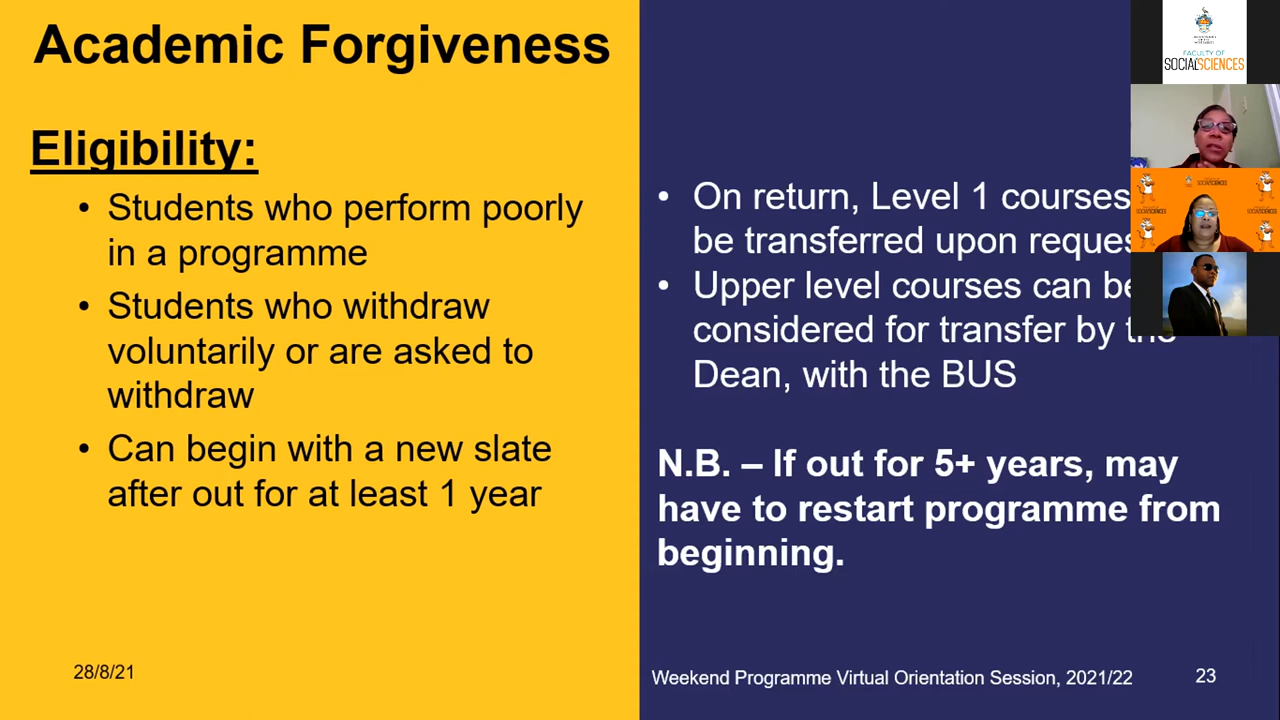 Academic Forgiveness
Eligibility:
• Students who perform poorly
in a programme
• Students who withdraw
voluntarily or are asked to
withdraw
• Can begin with a new slate
after out for at least 1 year
28/8/21
• On return, Level 1 courses
be transferred upon
• Upper level courses can
considered for transfer by
Dean, with the BUS
N.B. – If out for 5+ years, may
have to restart programme from
beginning.
Weekend Programme Virtual Orientation Session, 2021/22
23
FACULTY OF
SOCIALSCIENCES